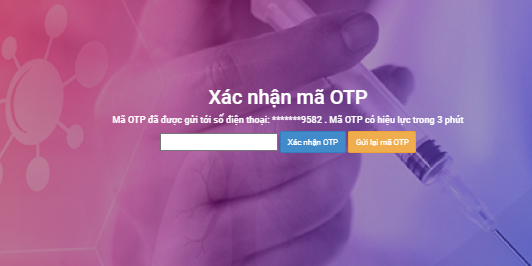 Xác nhận mã OTP
Mã OTP đã được gửi tới số điện thoại: *******9582 . Mã OTP có hiệu lực trong 3 phút
Xác nhận OTP Gửi lại mã OTP